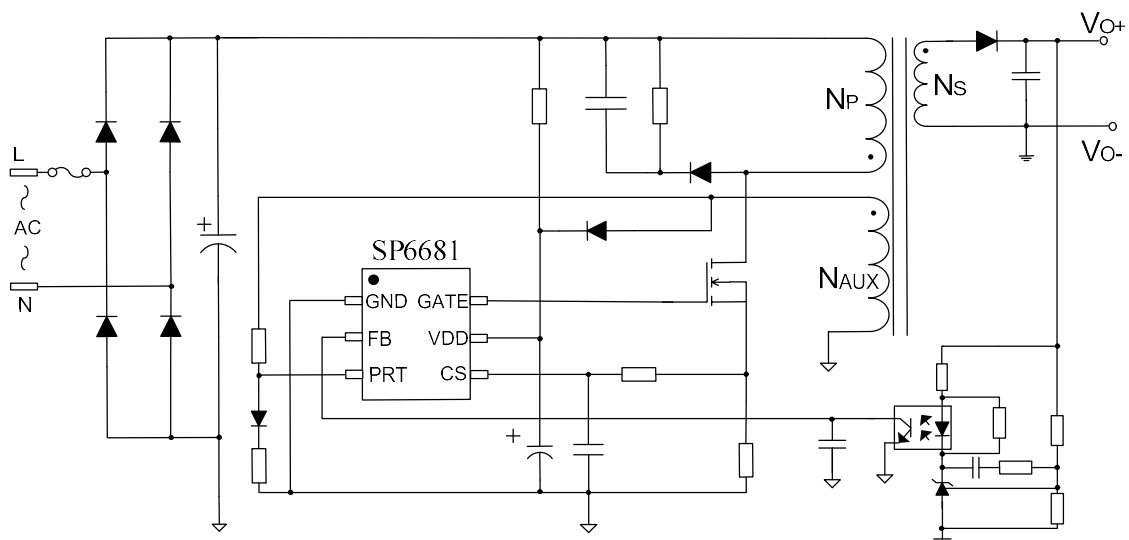 VO+
NP
NS
VO-
L
AC
+
N
SP6681
NAUX
GND GATE
FB VDD
PRT CS
+